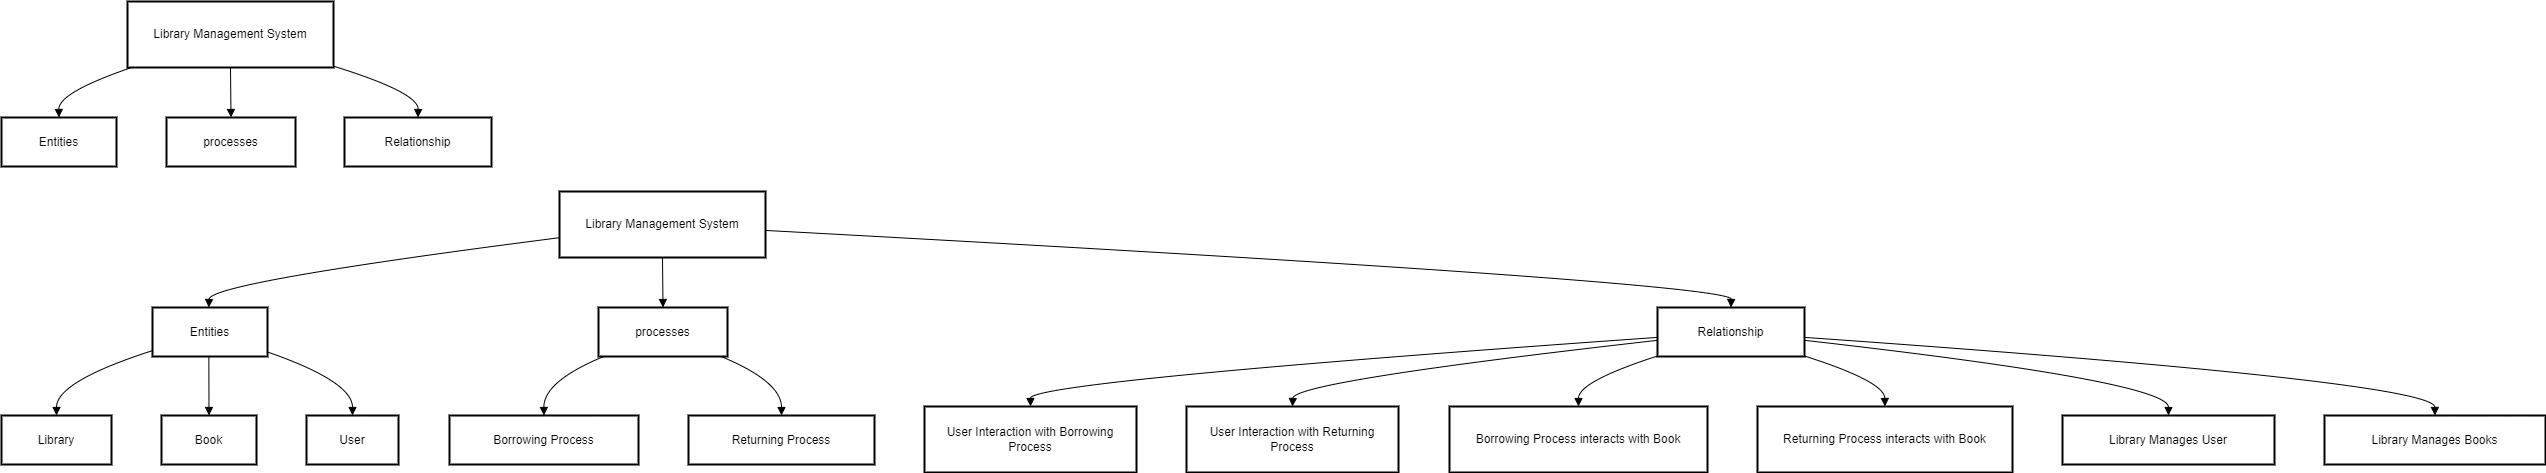 Library Management System
Entities
processes
Relationship
Library Management System
Entities
processes
Relationship
Library
Book
User
Borrowing Process
Returning Process
User Interaction with Borrowing
Process
User Interaction with Returning
Process
Borrowing Process interacts with Book
Returning Process interacts with Book
Library Manages User
Library Manages Books